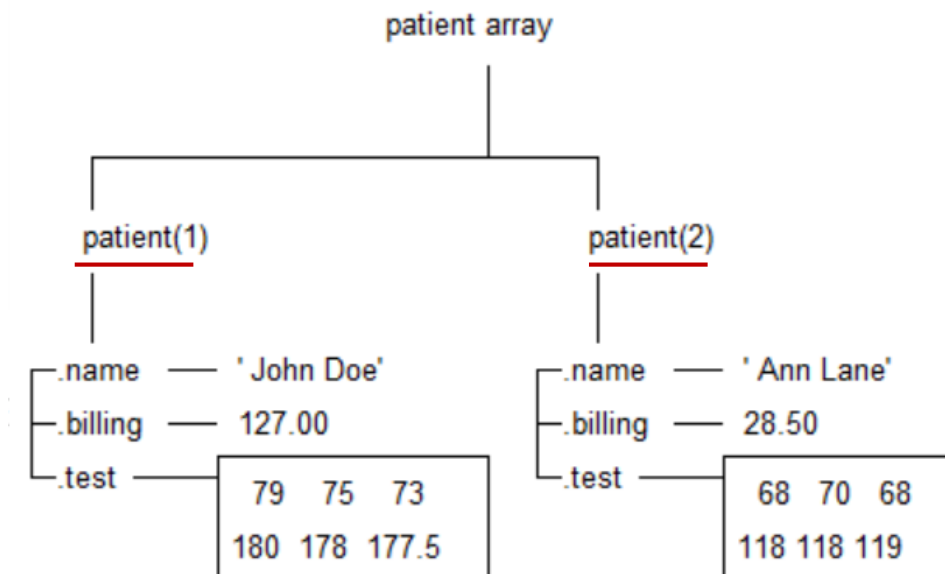 patient array
patient(1)
patient(2)
.name
' John Doe'
.billing
127.00
.test
79 75 73
180 178 177.5
.name
' Ann Lane'
.billing
28.50
.test
68 70 68
118 118 119